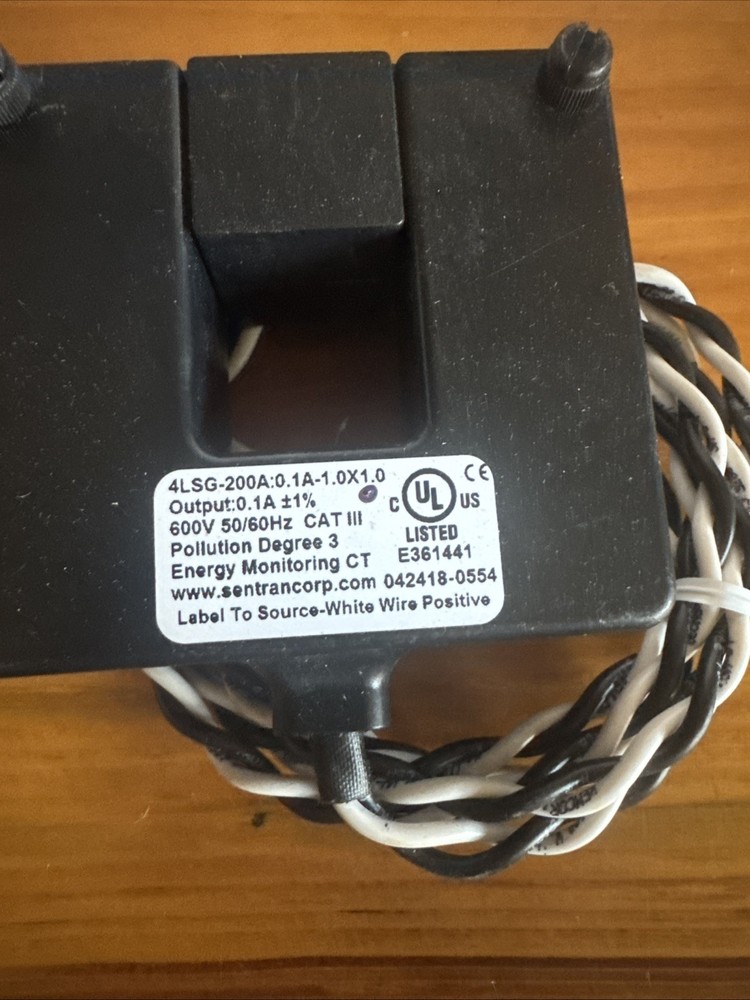 4LSG-200A:0.1A-1.0X1.0
Output:0.1A ±1%
600V 50/60Hz CAT III
Pollution Degree 3
Energy Monitoring CT
www.sentrancorp.com 042418-0554
Label To Source-White Wire Positive
CE
C UL US
LISTED
E361441